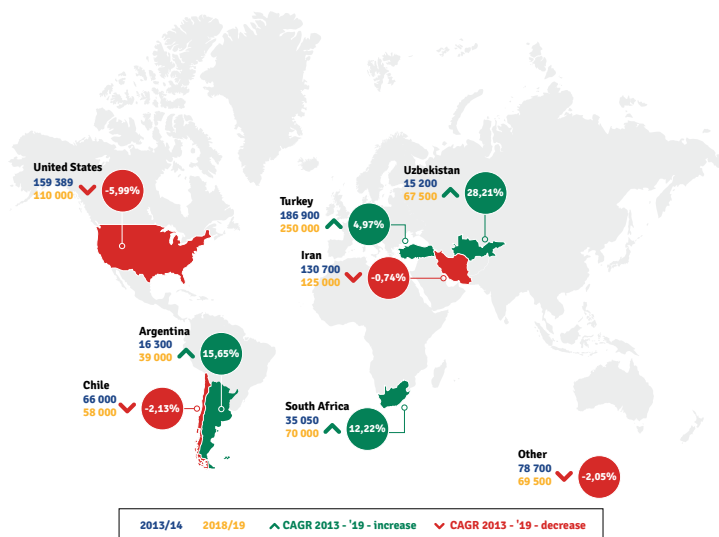 United States
159 389
110 000
-5,99%
Uzbekistan
15 200
67 500
28,21%
Turkey
186 900
250 000
4,97%
Iran
130 700
125 000
-0,74%
Argentina
16 300
39 000
15,65%
Chile
66 000
58 000
-2,13%
South Africa
35 050
70 000
12,22%
Other
78 700
69 500
-2,05%
2013/14 2018/19 CAGR 2013 - '19 - increase CAGR 2013 - '19 - decrease